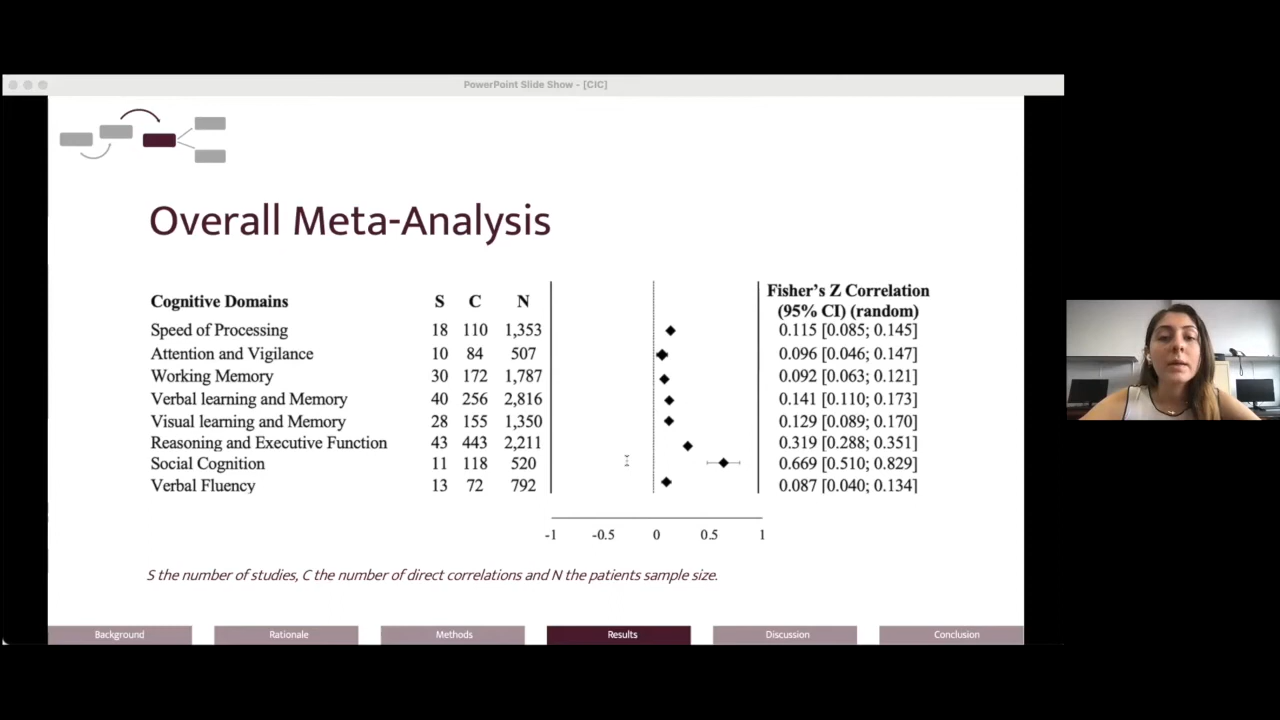 PowerPoint Slide Show - [CIC]
Overall Meta-Analysis
Cognitive Domains S C N Fisher's Z Correlation
(95% CI) (random)
Speed of Processing 18 110 1,353 0.115 [0.085; 0.145]
Attention and Vigilance 10 84 507 0.096 [0.046; 0.147]
Working Memory 30 172 1,787 0.092 [0.063; 0.121]
Verbal learning and Memory 40 256 2,816 0.141 [0.110; 0.173]
Visual learning and Memory 28 155 1,350 0.129 [0.089; 0.170]
Reasoning and Executive Function 43 443 2,211 0.319 [0.288; 0.351]
Social Cognition 11 118 520 0.669 [0.510; 0.829]
Verbal Fluency 13 72 792 0.087 [0.040; 0.134]
-1 -0.5 0 0.5 1
S the number of studies, C the number of direct correlations and N the patients sample size.
Background Rationale Methods Results Discussion Conclusion